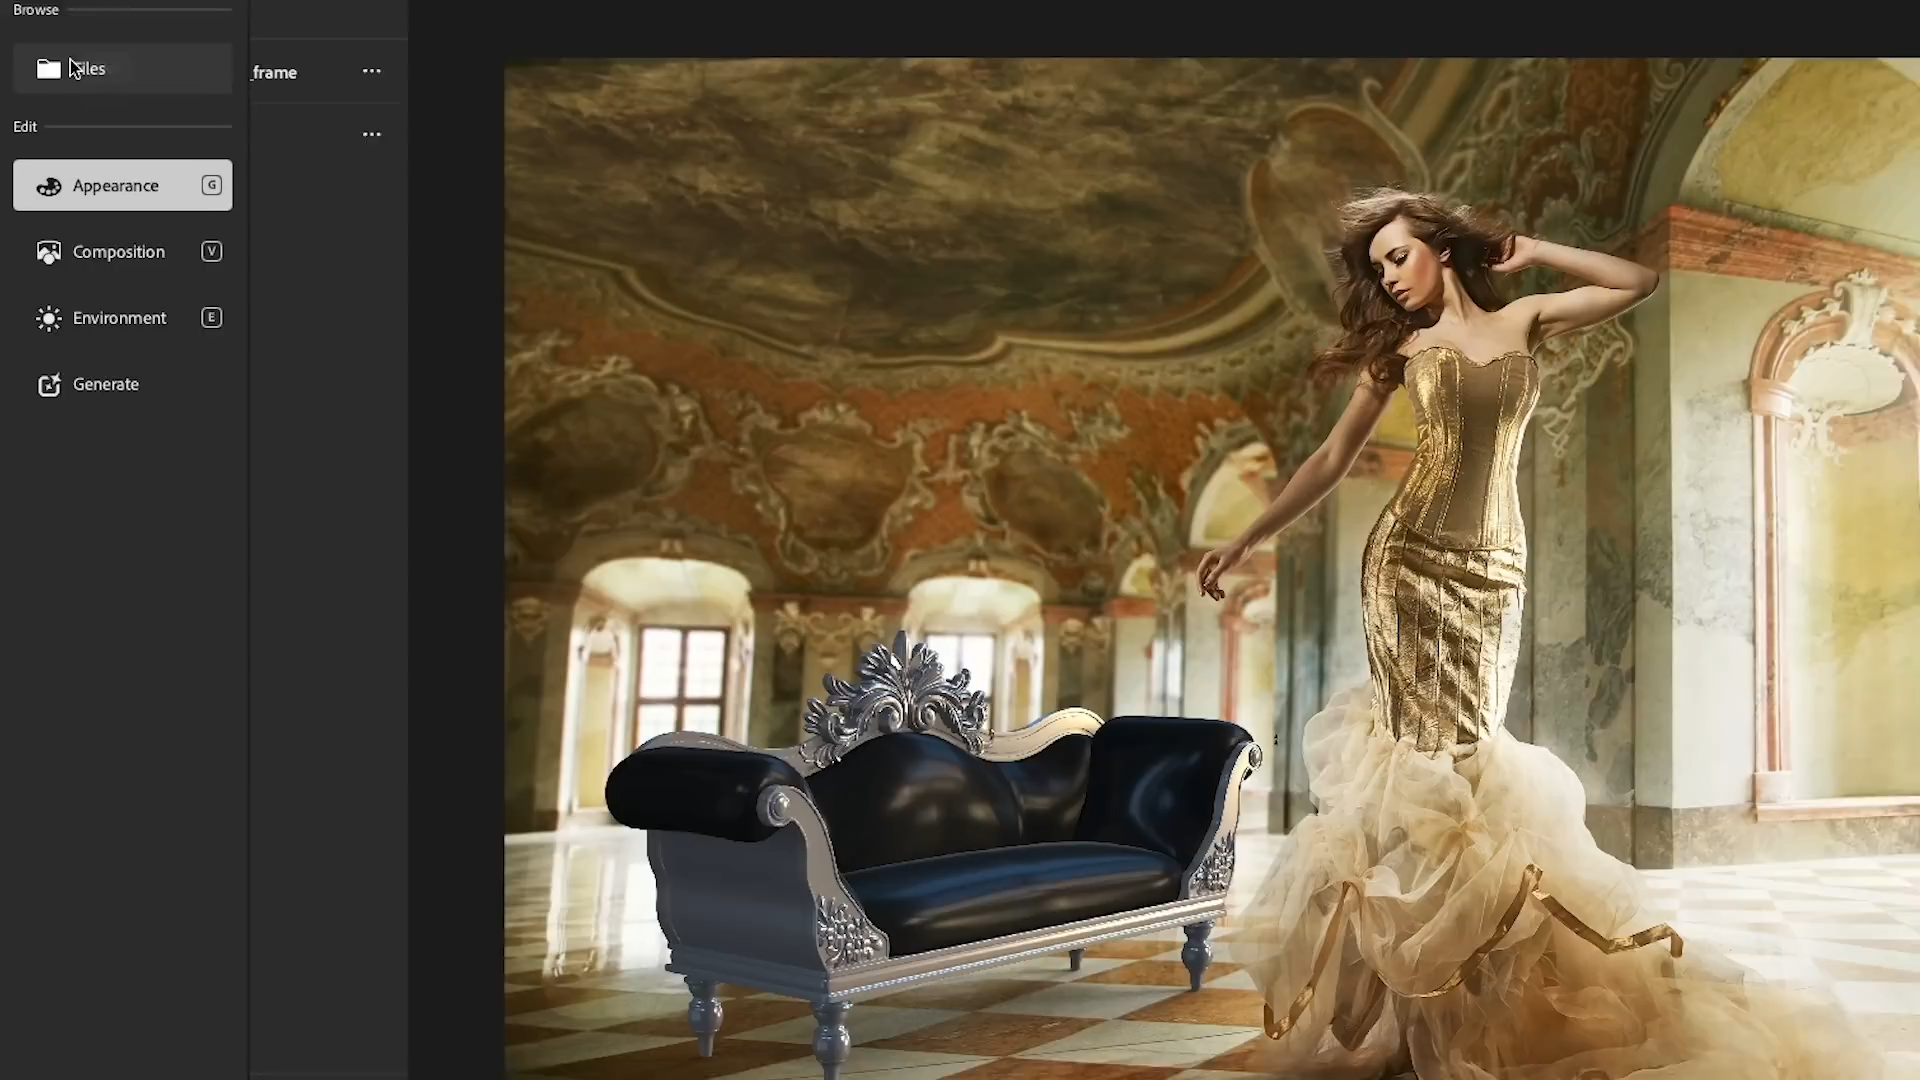 Browse
Files
_frame
Edit
Appearance G
Composition V
Environment E
Generate